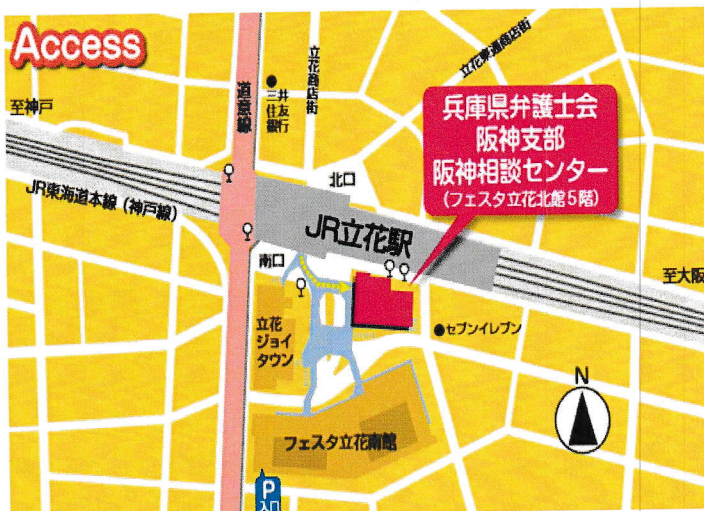 Access
至神戸
道意線
三井
住友
銀行
立花商店街
立花東通商店街
兵庫県弁護士会
阪神支部
阪神相談センター
(フェスタ立花北館5階)
JR東海道本線(神戸線)
北口
JR立花駅
南口
至大阪
立花
ジョイ
タウン
セブンイレブン
N
フェスタ立花南館
P
入口